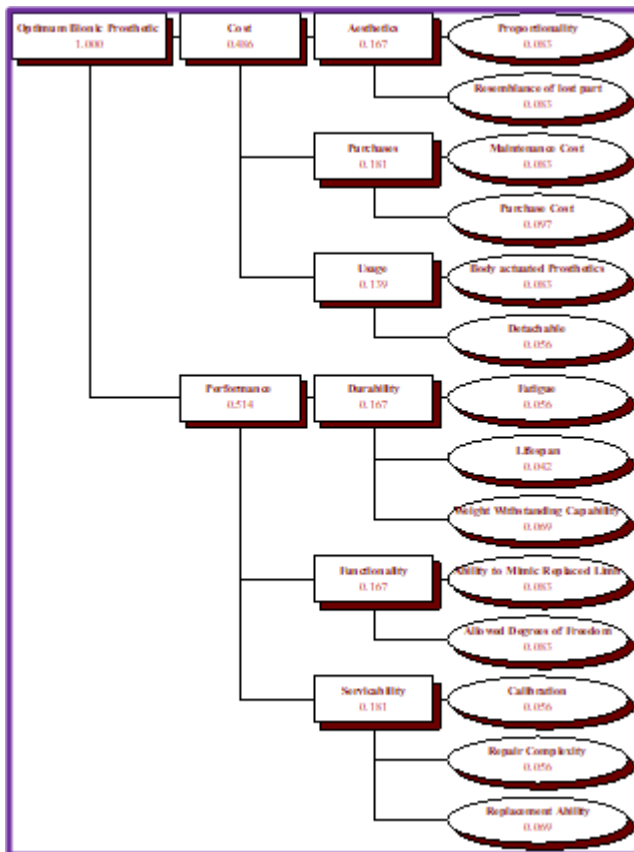 Optimum Bionic Prosthetic
1.000
Cost
0.486
Aesthetics
0.167
Proportionality
0.083
Resemblance of lost part
0.083
Purchases
0.181
Maintenance Cost
0.083
Purchase Cost
0.097
Usage
0.139
Body actuated Prosthetics
0.083
Detachable
0.056
Performance
0.514
Durability
0.167
Fatigue
0.056
Lifespan
0.042
Weight Withstanding Capability
0.069
Functionality
0.167
Ability to Mimic Replaced Limb
0.083
Allowed Degrees of Freedom
0.083
Servicability
0.181
Calibration
0.056
Repair Complexity
0.056
Replacement Ability
0.069